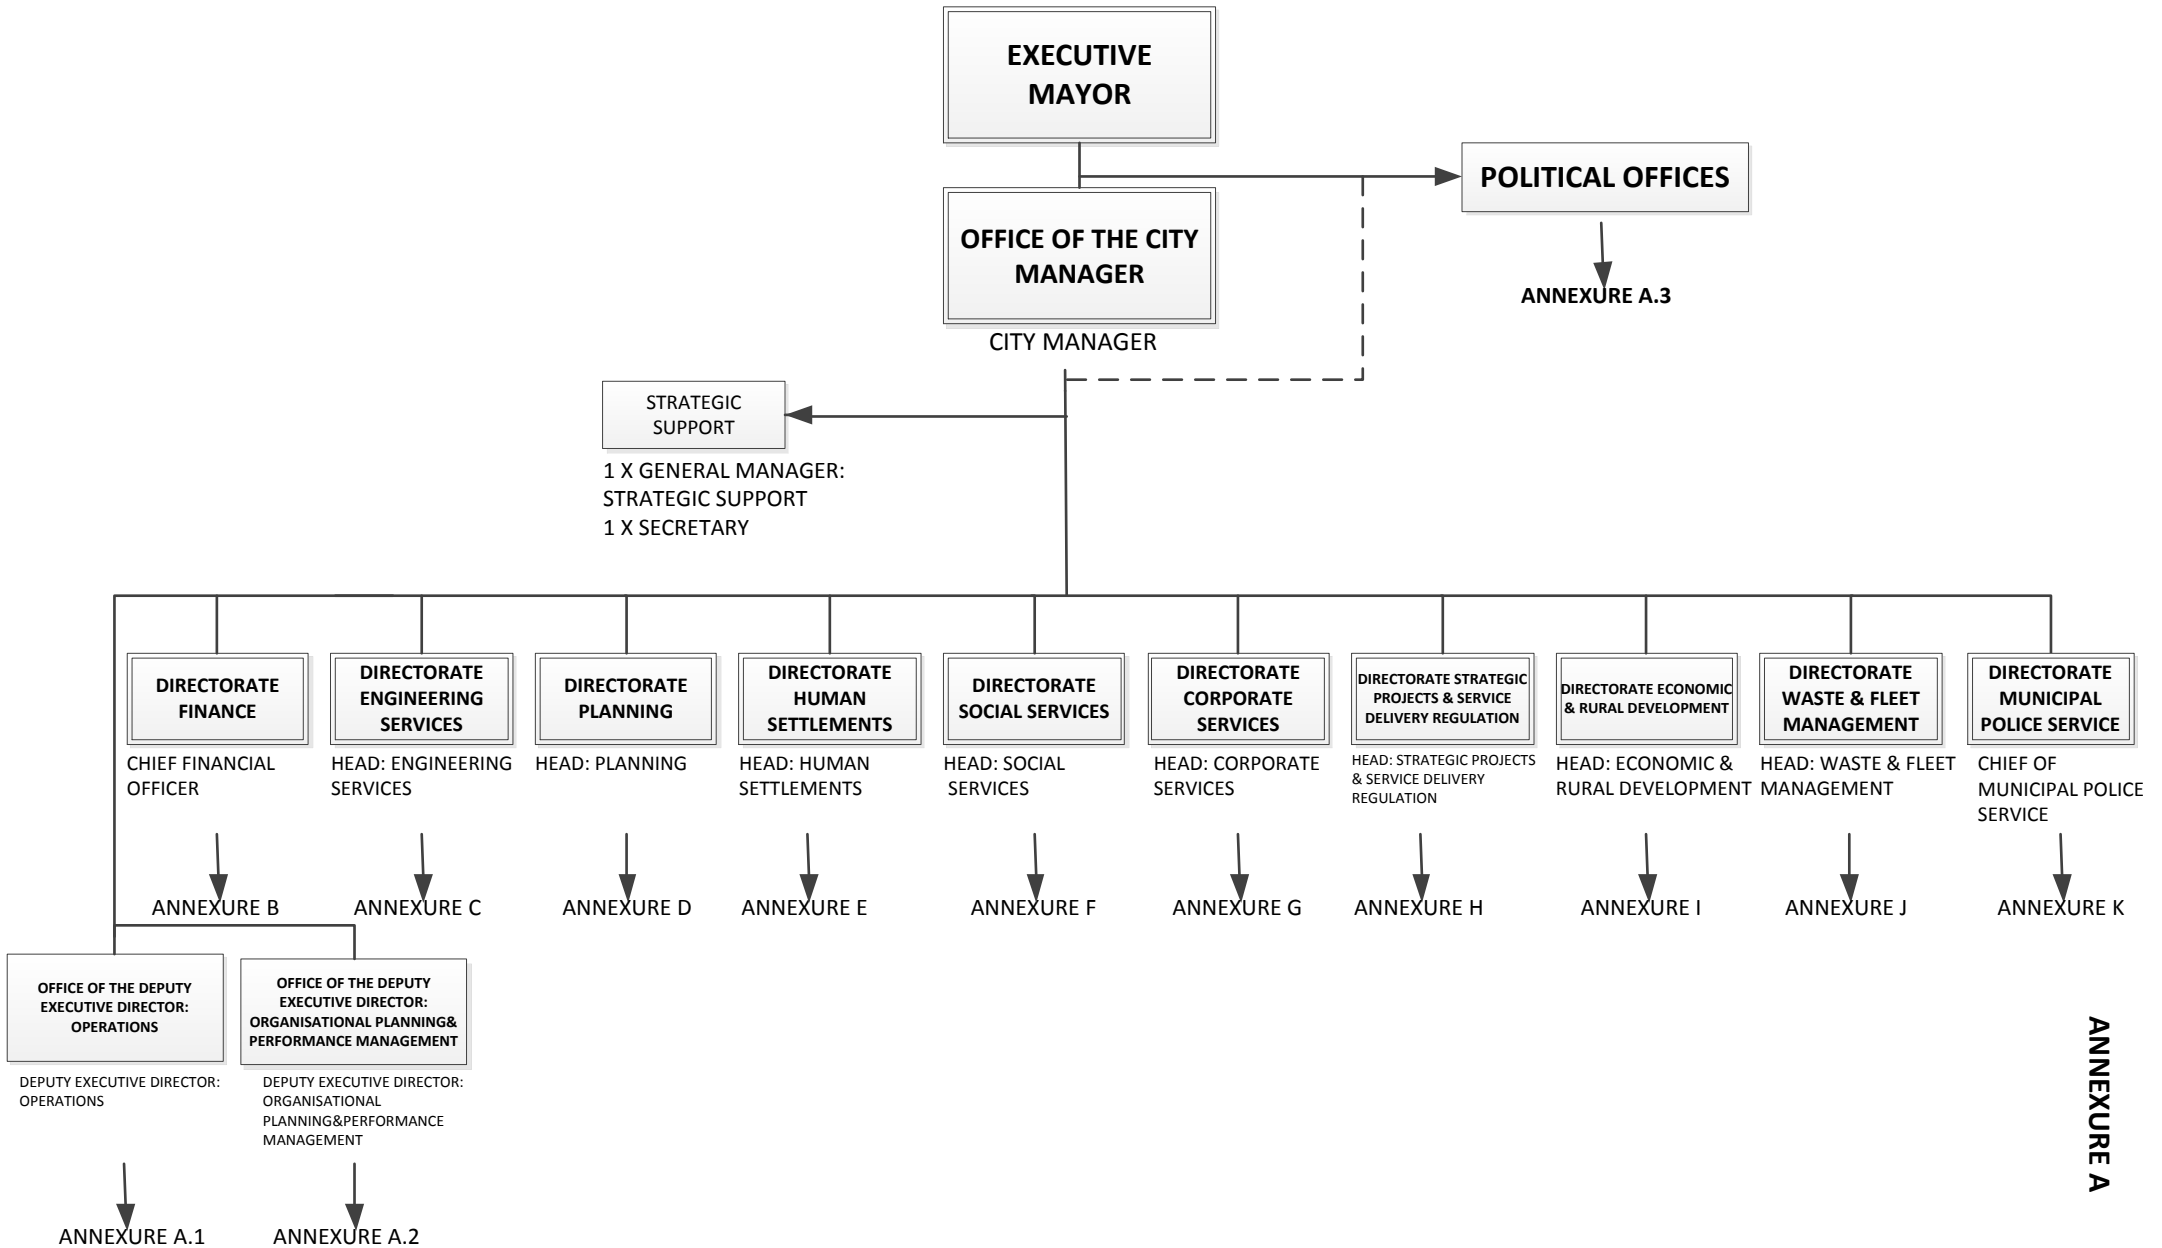 EXECUTIVE
MAYOR
POLITICAL OFFICES
OFFICE OF THE CITY
MANAGER
ANNEXURE A.3
CITY MANAGER
STRATEGIC
SUPPORT
1 X GENERAL MANAGER:
STRATEGIC SUPPORT
1 X SECRETARY
DIRECTORATE
FINANCE
CHIEF FINANCIAL
OFFICER
ANNEXURE B
DIRECTORATE
ENGINEERING
SERVICES
HEAD: ENGINEERING
SERVICES
ANNEXURE C
DIRECTORATE
PLANNING
HEAD: PLANNING
ANNEXURE D
DIRECTORATE
HUMAN
SETTLEMENTS
HEAD: HUMAN
SETTLEMENTS
ANNEXURE E
DIRECTORATE
SOCIAL SERVICES
HEAD: SOCIAL
SERVICES
ANNEXURE F
DIRECTORATE
CORPORATE
SERVICES
HEAD: CORPORATE
SERVICES
ANNEXURE G
DIRECTORATE STRATEGIC
PROJECTS & SERVICE
DELIVERY REGULATION
HEAD: STRATEGIC PROJECTS
& SERVICE DELIVERY
REGULATION
ANNEXURE H
DIRECTORATE ECONOMIC
& RURAL DEVELOPMENT
HEAD: ECONOMIC &
RURAL DEVELOPMENT
ANNEXURE I
DIRECTORATE
WASTE & FLEET
MANAGEMENT
HEAD: WASTE & FLEET
MANAGEMENT
ANNEXURE J
DIRECTORATE
MUNICIPAL
POLICE SERVICE
CHIEF OF
MUNICIPAL POLICE
SERVICE
ANNEXURE K
OFFICE OF THE DEPUTY
EXECUTIVE DIRECTOR:
OPERATIONS
DEPUTY EXECUTIVE DIRECTOR:
OPERATIONS
ANNEXURE A.1
OFFICE OF THE DEPUTY
EXECUTIVE DIRECTOR:
ORGANISATIONAL PLANNING&
PERFORMANCE MANAGEMENT
DEPUTY EXECUTIVE DIRECTOR:
ORGANISATIONAL
PLANNING&PERFORMANCE
MANAGEMENT
ANNEXURE A.2
ANNEXURE A